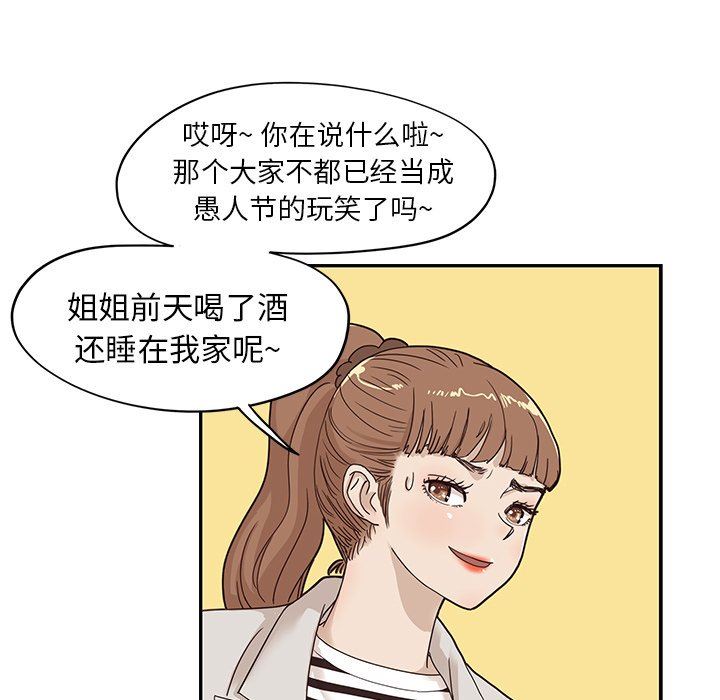 哎呀~ 你在说什么啦~
那个大家不都已经当成
愚人节的玩笑了吗~
姐姐前天喝了酒
还睡在我家呢~